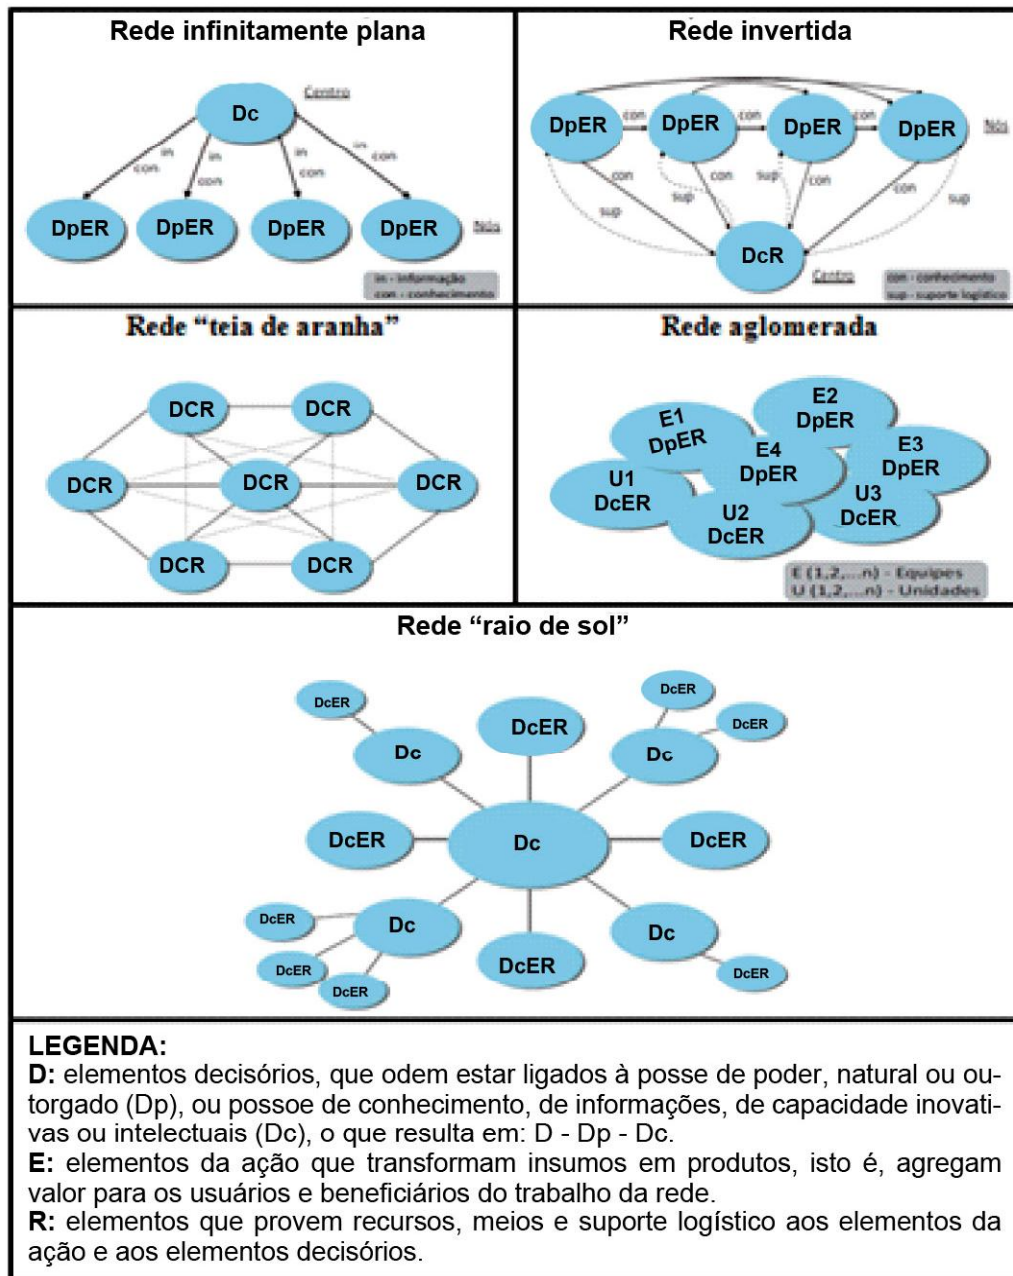 Rede infinitamente plana
Centro
Dc
in
con
in
con
in
con
in
con
DpER
DpER
DpER
DpER
Nós
in - informação
con - conhecimento
Rede invertida
DpER
con
DpER
con
DpER
con
DpER
Nós
con
con
con
con
sup
sup
sup
sup
DcR
Centro
con - conhecimento
sup - suporte logístico
Rede “teia de aranha”
DCR
DCR
DCR
DCR
DCR
DCR
DCR
Rede aglomerada
E1
DpER
E2
DpER
E3
DpER
E4
DpER
U1
DcER
U2
DcER
U3
DcER
E (1,2,...n) - Equipes
U (1,2,...n) - Unidades
Rede “raio de sol”
DcER
DcER
DcER
DcER
Dc
Dc
DcER
Dc
DcER
DcER
Dc
Dc
DcER
DcER
DcER
DcER
DcER
LEGENDA:
D: elementos decisórios, que odem estar ligados à posse de poder, natural ou ou-
torgado (Dp), ou possoe de conhecimento, de informações, de capacidade inovati-
vas ou intelectuais (Dc), o que resulta em: D - Dp - Dc.
E: elementos da ação que transformam insumos em produtos, isto é, agregam
valor para os usuários e beneficiários do trabalho da rede.
R: elementos que provem recursos, meios e suporte logístico aos elementos da
ação e aos elementos decisórios.